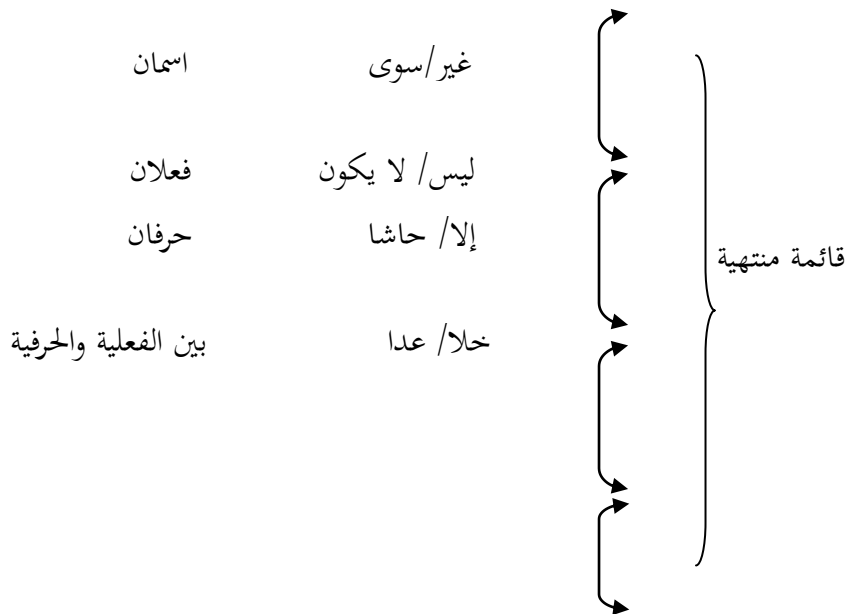 غير/سوى اسمان
ليس/ لا يكون فعلان
إلا/ حاشا حرفان
قائمة منتهية
خلا/ عدا بين الفعلية والحرفية